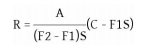 R = A / (F2 - F1)S (C - F1S)